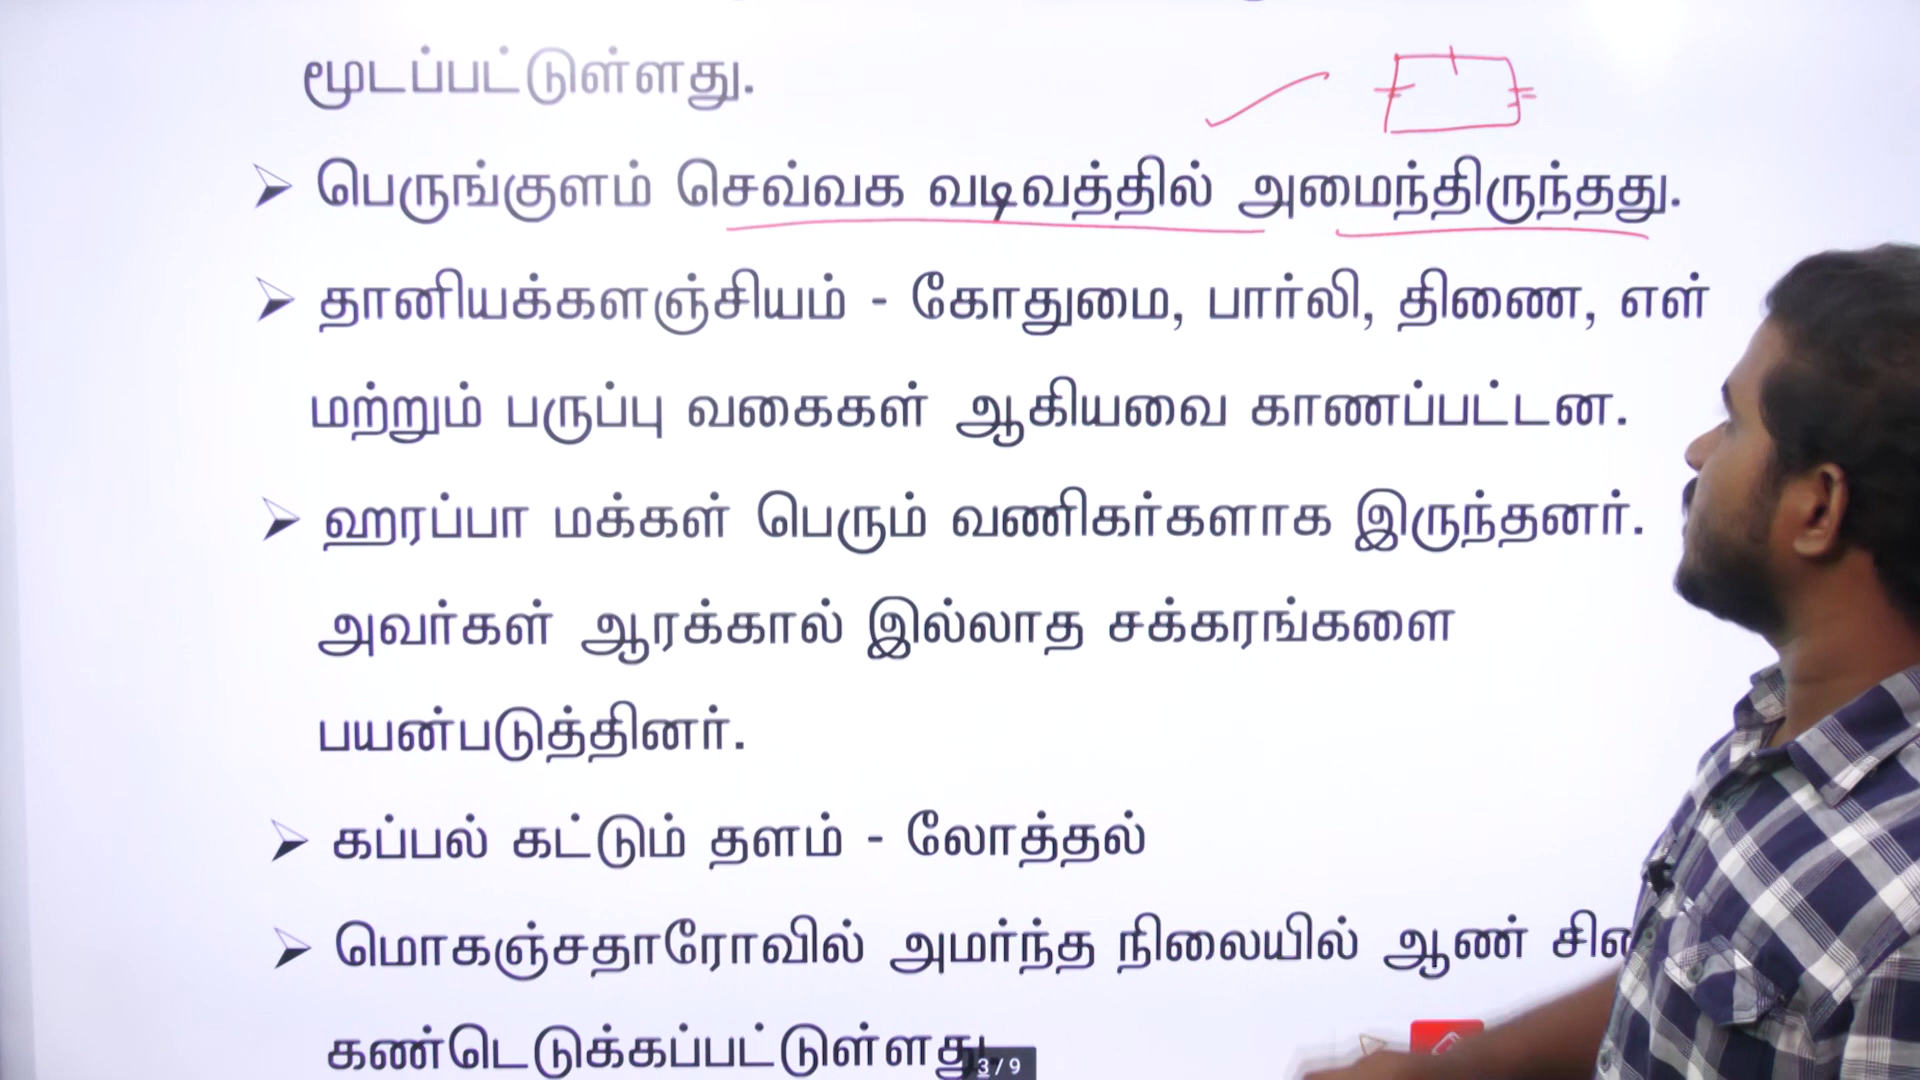 மூடப்பட்டுள்ளது.
பெருங்குளம் செவ்வக வடிவத்தில் அமைந்திருந்தது.
தானியக்களஞ்சியம் - கோதுமை, பார்லி, திணை, எள்
மற்றும் பருப்பு வகைகள் ஆகியவை காணப்பட்டன.
ஹரப்பா மக்கள் பெரும் வணிகர்களாக இருந்தனர்.
அவர்கள் ஆரக்கால் இல்லாத சக்கரங்களை
பயன்படுத்தினர்.
கப்பல் கட்டும் தளம் - லோத்தல்
மொகஞ்சதாரோவில் அமர்ந்த நிலையில் ஆண்
கண்டெடுக்கப்பட்டுள்ளது.
3 / 9